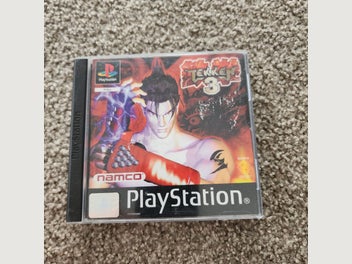 PlayStation
TEKKEN
3
namco
PlayStation®